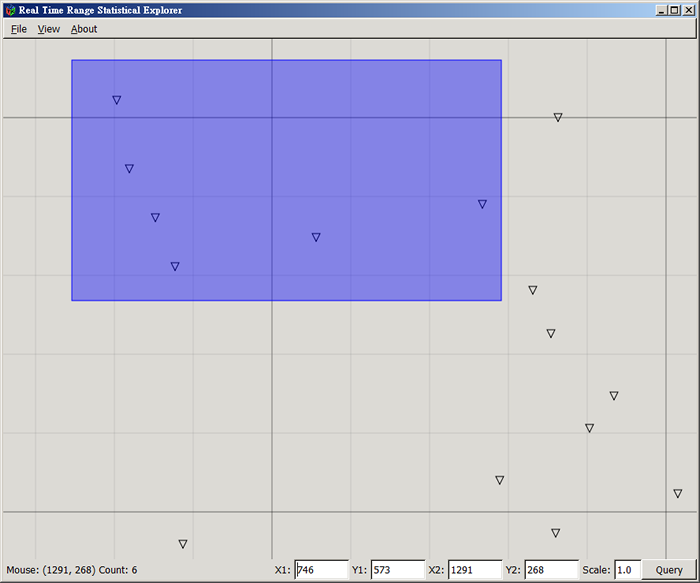 Real Time Range Statistical Explorer
File View About
Mouse: (1291, 268) Count: 6 X1: 746 Y1: 573 X2: 1291 Y2: 268 Scale: 1.0 Query